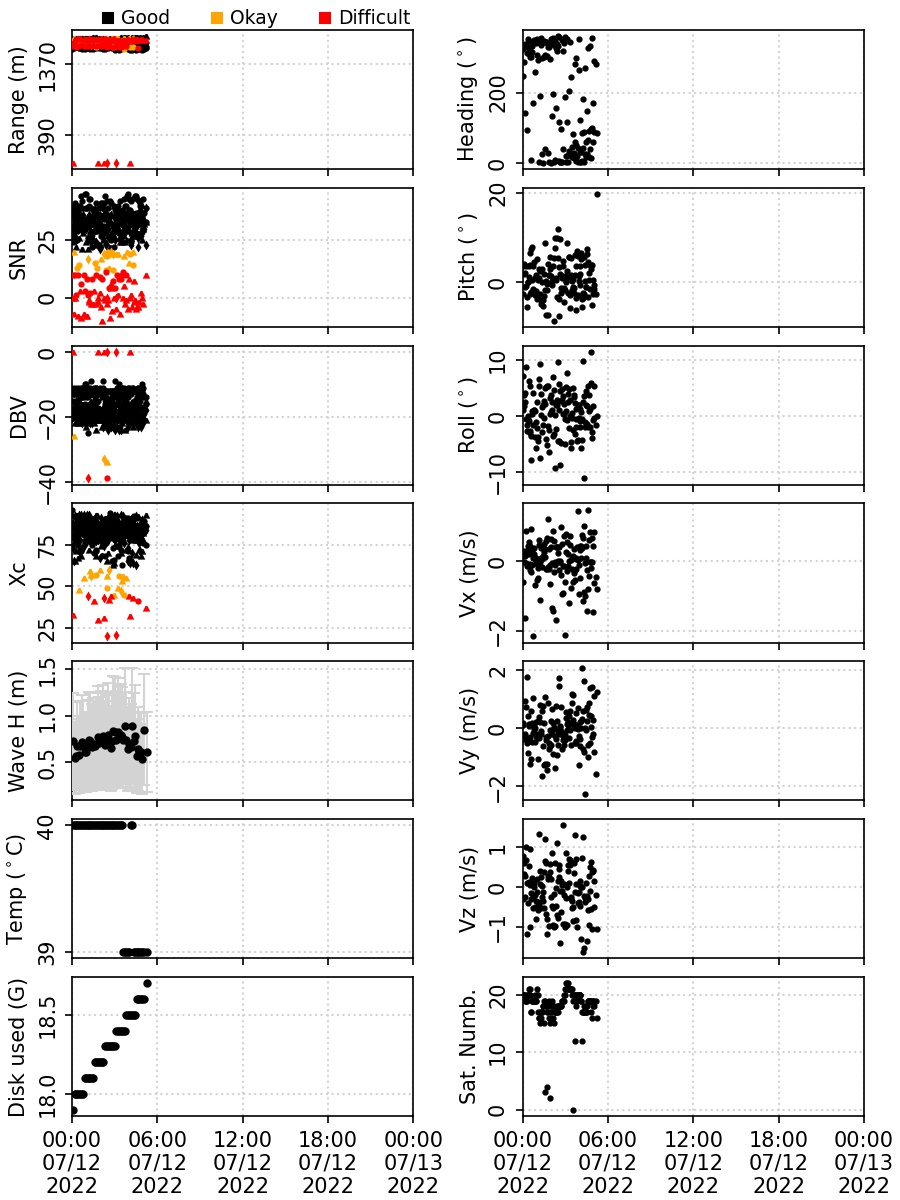 Good Okay Difficult
Range (m) 1370 390
Heading (°) 200 0
SNR 25 0
Pitch (°) 20 0
DBV 0 −20 −40
Roll (°) 10 0 −10
Xc 75 50 25
Vx (m/s) 0 −2
Wave H (m) 1.5 1.0 0.5
Vy (m/s) 2 0 −2
Temp (°C) 40 39
Vz (m/s) 1 0 −1
Disk used (G) 18.5 18.0
Sat. Numb. 20 10 0
00:00 06:00 12:00 18:00 00:00 00:00 06:00 12:00 18:00 00:00
07/12 07/12 07/12 07/12 07/13 07/12 07/12 07/12 07/12 07/13
2022 2022 2022 2022 2022 2022 2022 2022 2022 2022